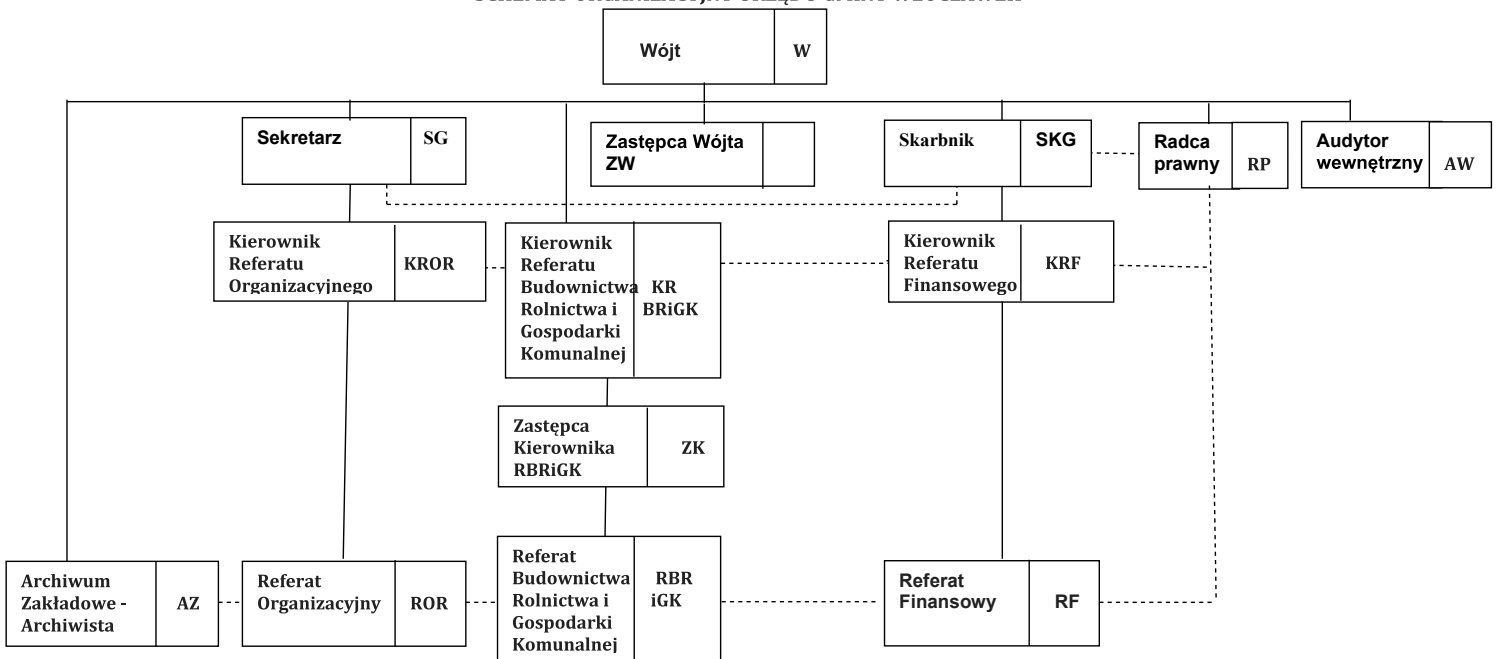 Wójt W
Sekretarz SG
Zastępca Wójta
ZW
Skarbnik SKG
Radca
prawny RP
Audytor
wewnętrzny AW
Kierownik
Referatu KROR
Organizacyjnego
Kierownik
Referatu
Budownictwa KR
Rolnictwa i BRiGK
Gospodarki
Komunalnej
Kierownik
Referatu KRF
Finansowego
Zastępca
Kierownika ZK
RBRiGK
Archiwum
Zakładowe - AZ
Archiwista
Referat
Organizacyjny ROR
Referat
Budownictwa RBR
Rolnictwa i iGK
Gospodarki
Komunalnej
Referat
Finansowy RF